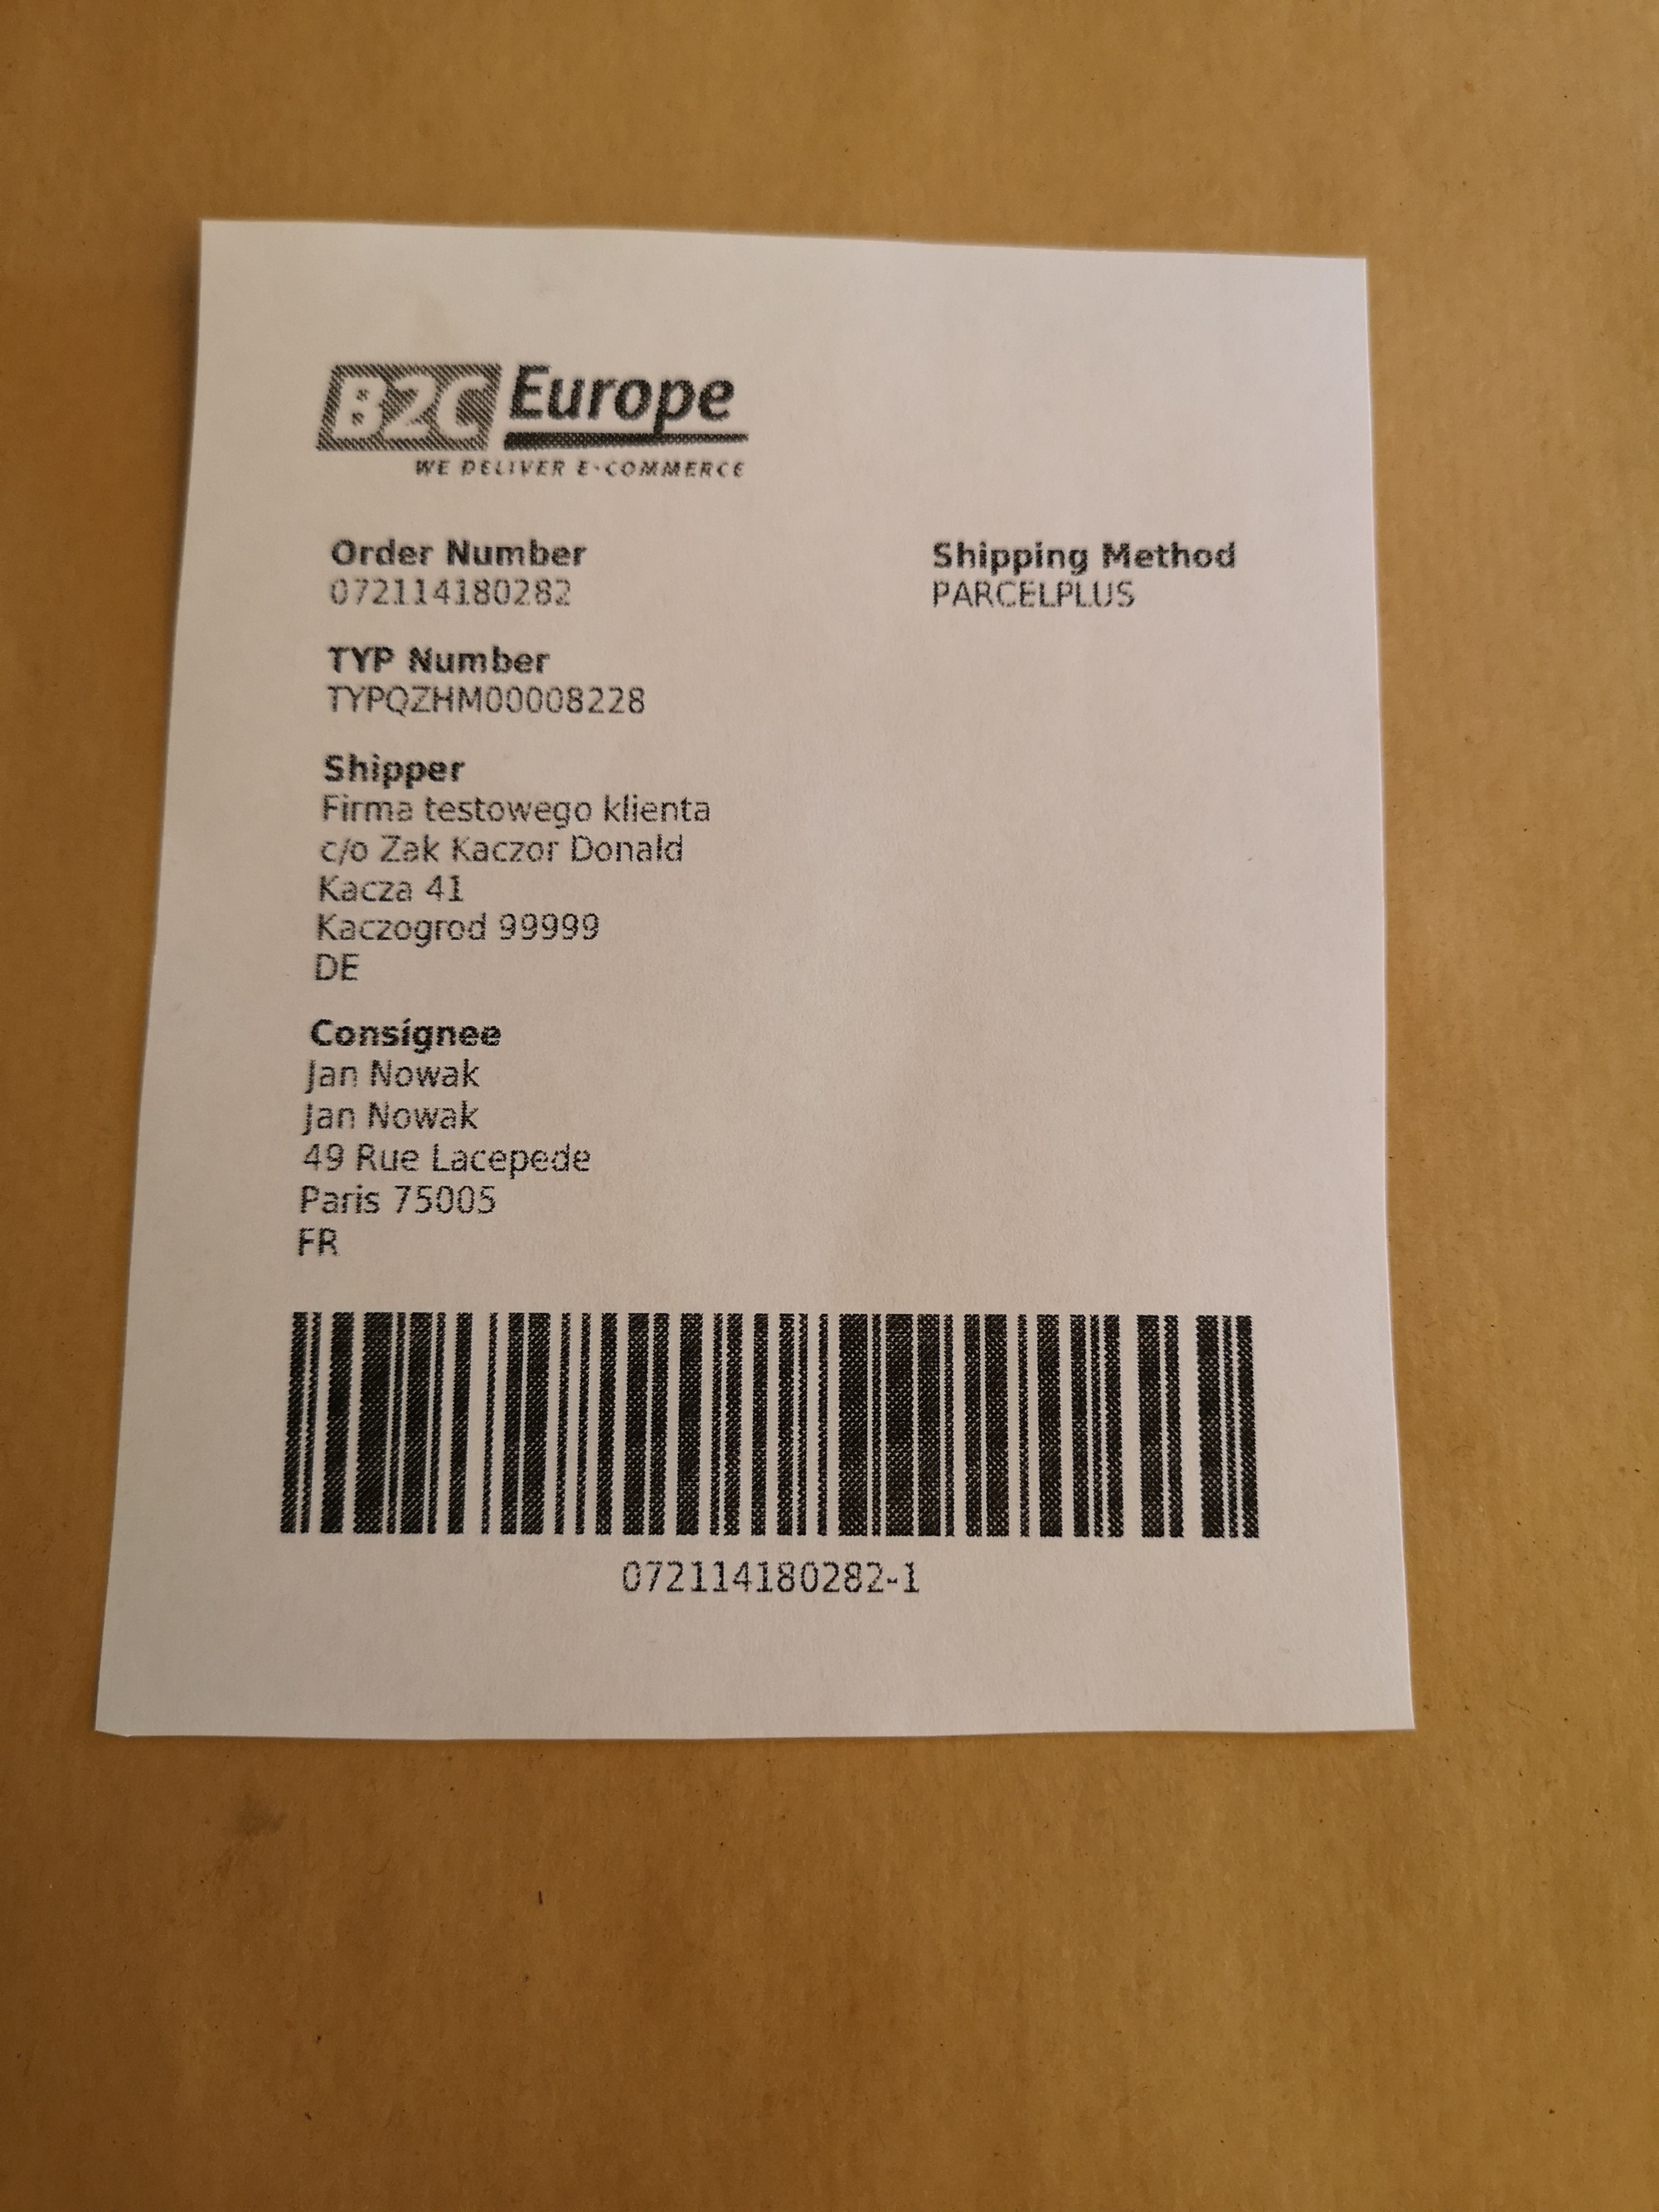 B2C Europe
WE DELIVER E-COMMERCE
Order Number
072114180282
Shipping Method
PARCELPLUS
TYP Number
TYPQZHM00008228
Shipper
Firma testowego klienta
c/o Zak Kaczor Donald
Kacza 41
Kaczogrod 99999
DE
Consignee
Jan Nowak
Jan Nowak
49 Rue Lacepede
Paris 75005
FR
072114180282-1